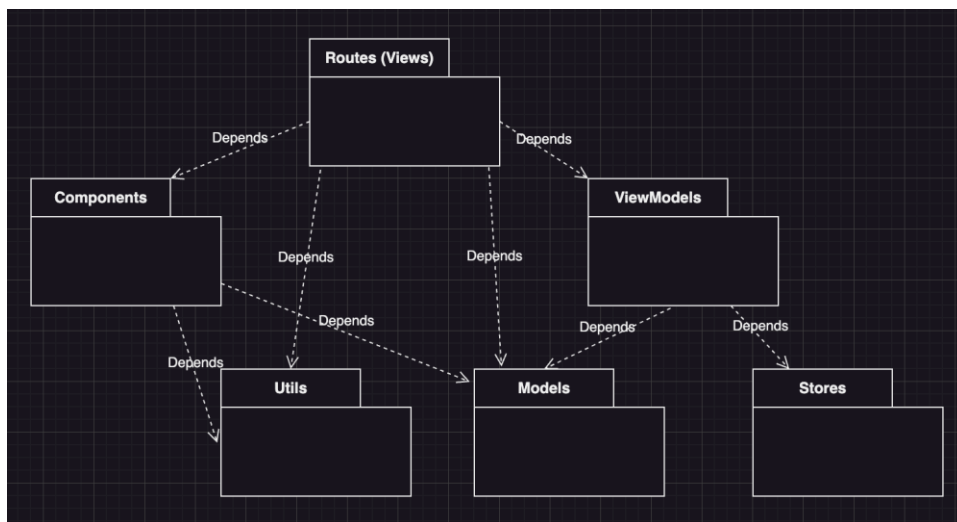 Routes (Views)
Depends
Depends
Components
ViewModels
Depends
Depends
Depends
Depends
Depends
Depends
Utils
Models
Stores